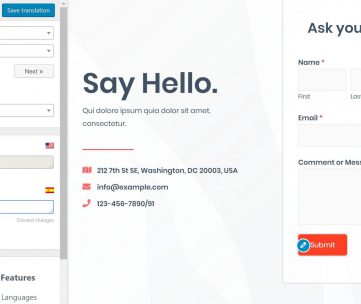 Save translation
Next »
Discard changes
Features
Languages
Say Hello.
Qui dolore ipsum quia dolor sit amet,
consectetur.
212 7th St SE, Washington, DC 20003, USA
info@example.com
123-456-7890/91
Ask you
Name *
First
Last
Email *
Comment or Mess
Submit